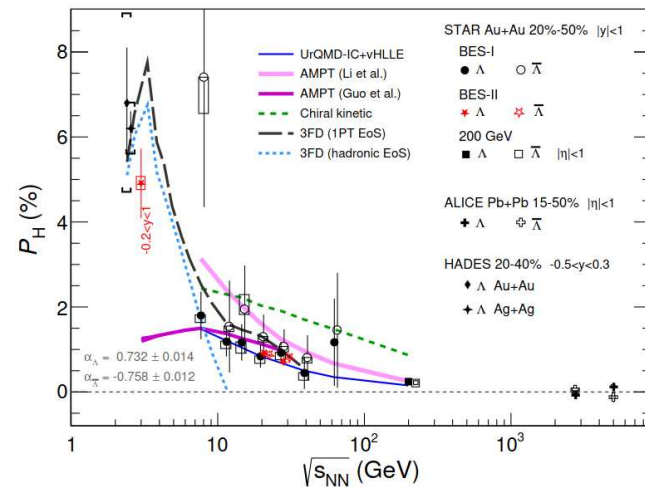 8
6
4
2
0
P_H (%)
1
10
10²
10³
√s_NN (GeV)
UrQMD-IC+vHLLE
AMPT (Li et al.)
AMPT (Guo et al.)
Chiral kinetic
3FD (1PT EoS)
3FD (hadronic EoS)
STAR Au+Au 20%-50% |y|<1
BES-I
Λ Λ̅
BES-II
Λ Λ̅
200 GeV
Λ Λ̅ |η|<1
ALICE Pb+Pb 15-50% |η|<1
Λ Λ̅
HADES 20-40% -0.5<y<0.3
Λ Au+Au
Λ Ag+Ag
-0.2<y<1
α_Λ = 0.732 ± 0.014
α_Λ̅ = -0.758 ± 0.012